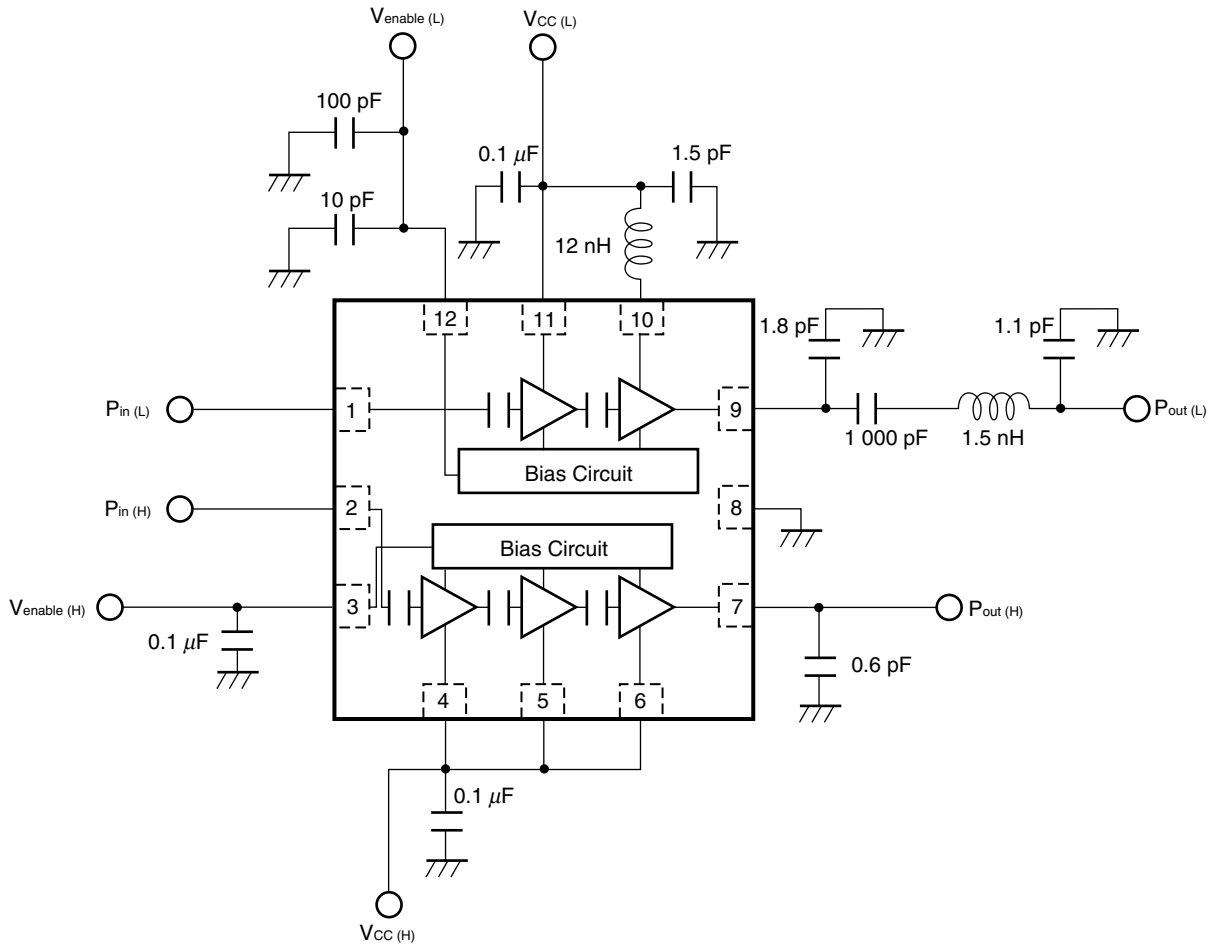 Venable (L)
VCC (L)
100 pF
0.1 μF
1.5 pF
10 pF
12 nH
12
11
10
1.8 pF
1.1 pF
Pin (L)
1
9
Pout (L)
1 000 pF
1.5 nH
Bias Circuit
Pin (H)
2
8
Bias Circuit
Venable (H)
3
7
Pout (H)
0.1 μF
0.6 pF
4
5
6
0.1 μF
VCC (H)